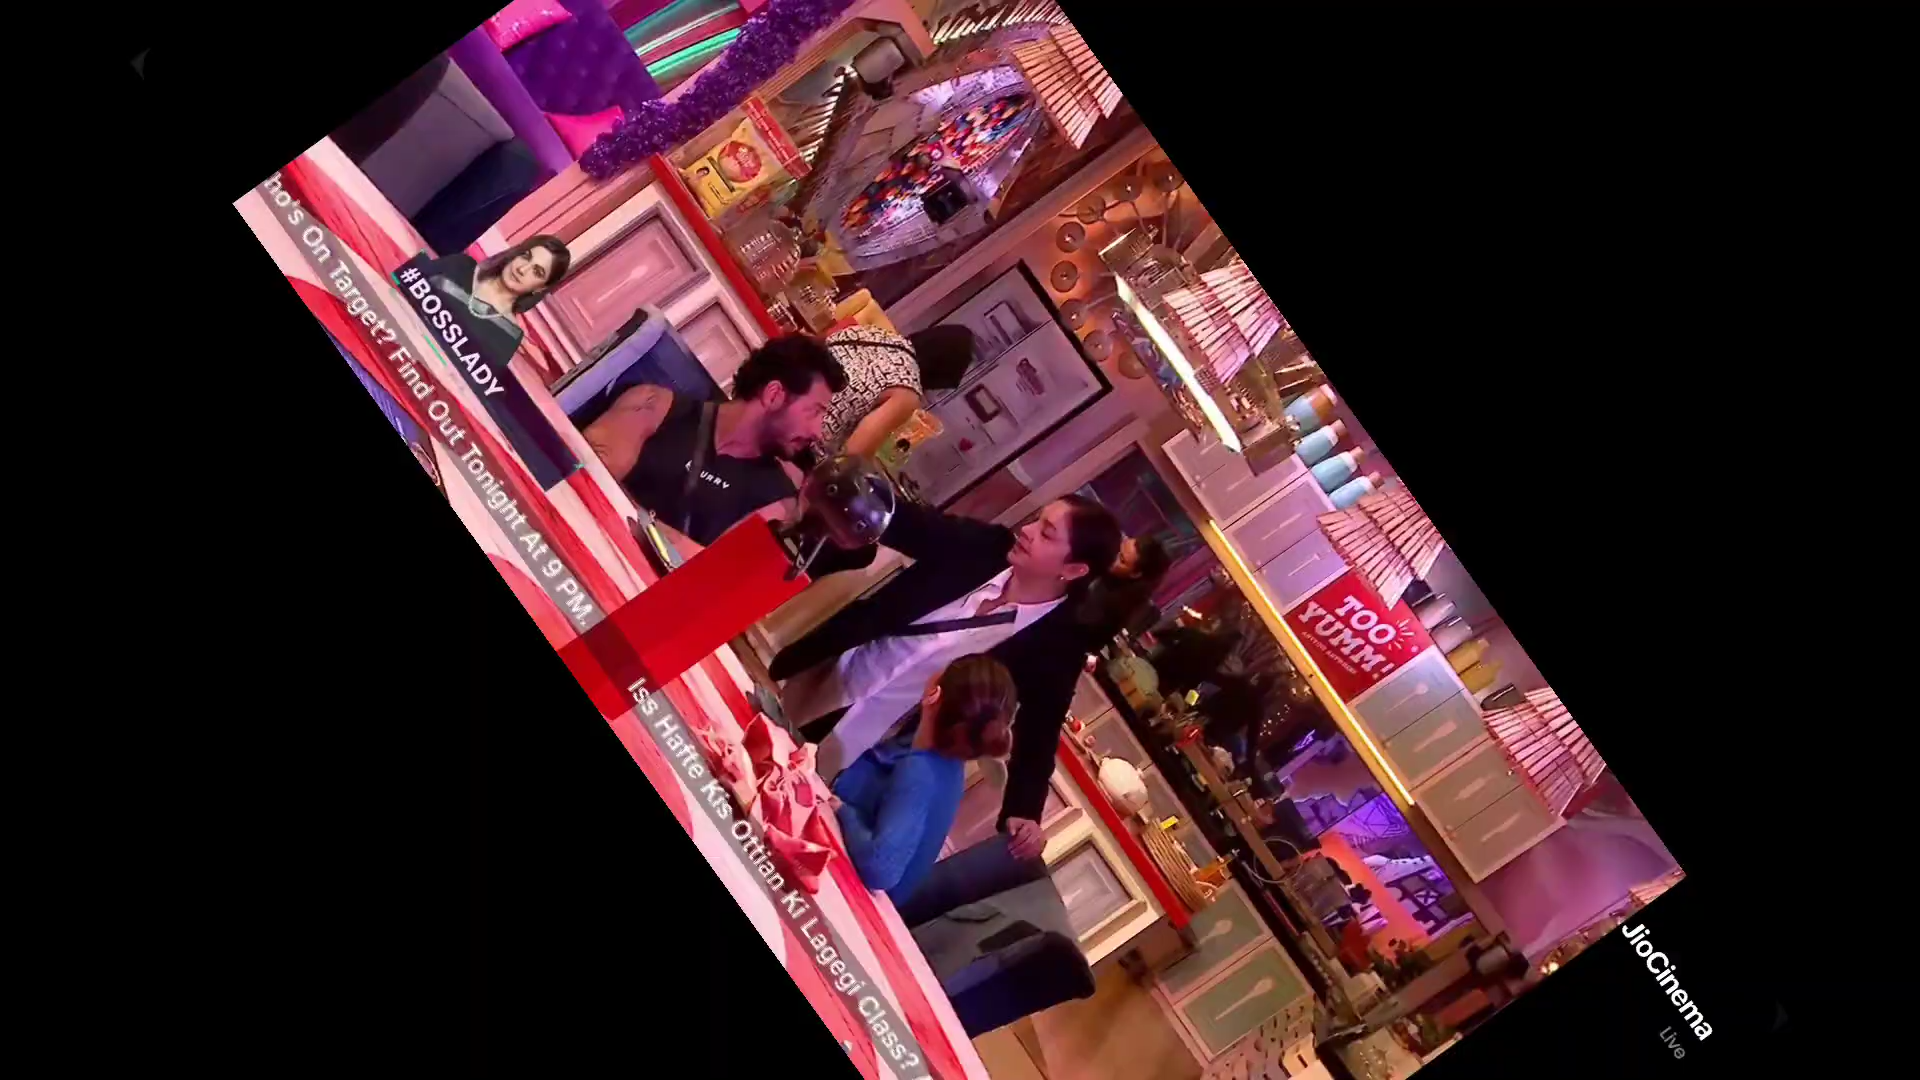 JioCinema
Live
TOO
YUMM!
URRY
#BOSSLADY
ho's On Target? Find Out Tonight At 9 PM. Iss Hafte Kis Ottian Ki Lagegi Class?